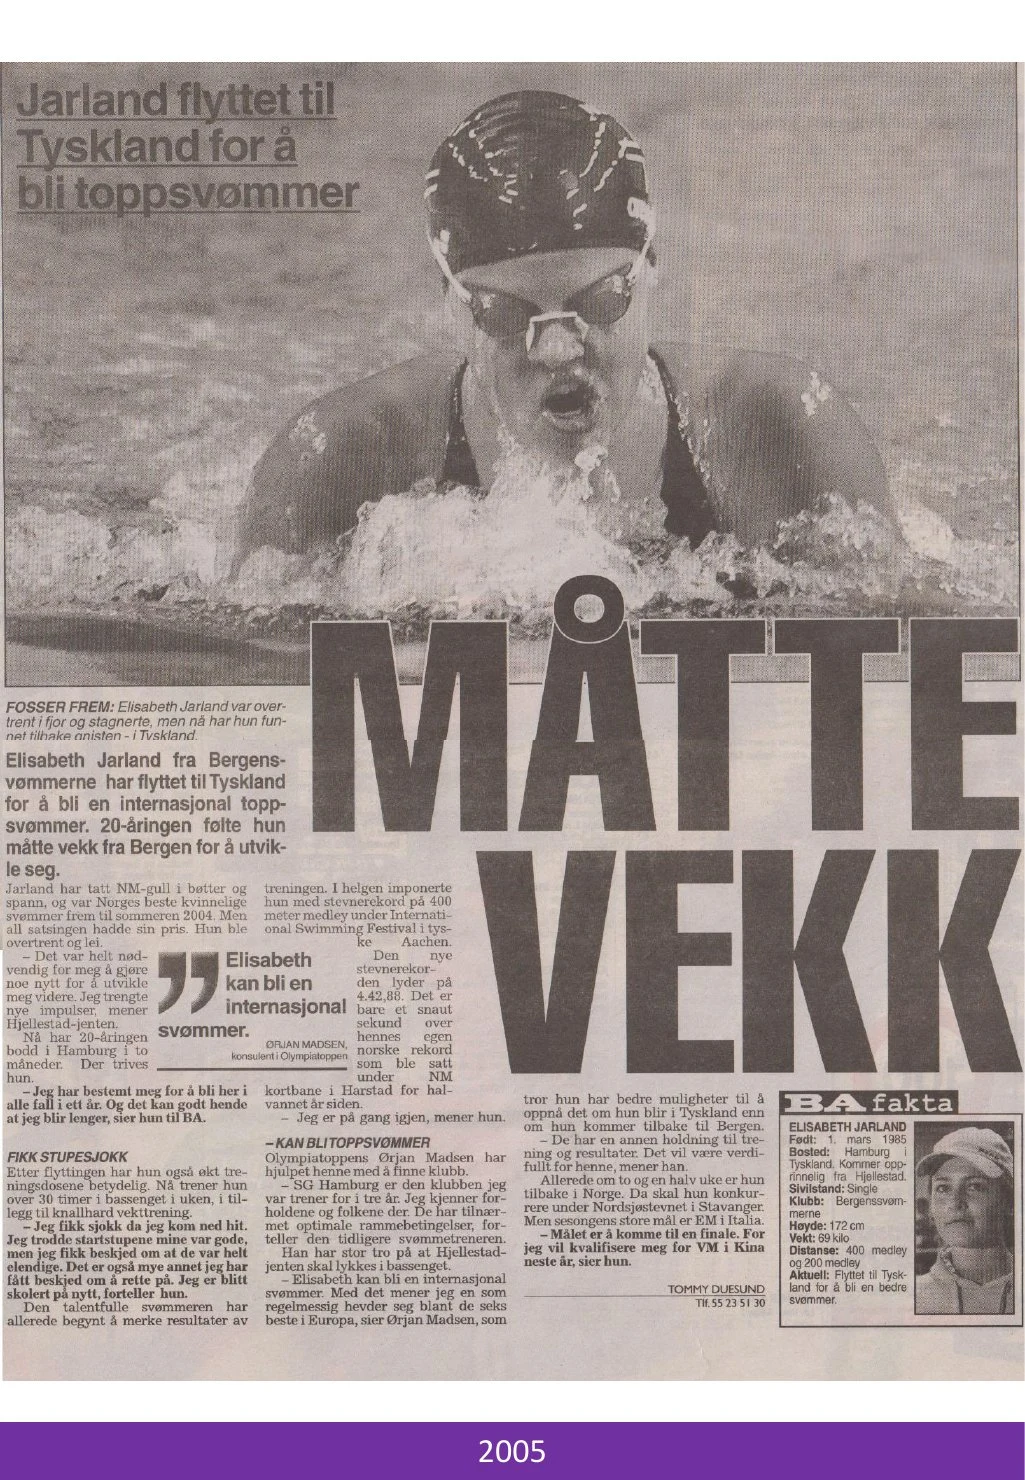 Jarland flyttet til
Tyskland for å
bli toppsvømmer
MÅTTE
VEKK
FOSSER FREM: Elisabeth Jarland var over-
trent i fjor og stagnerte, men nå har hun fun-
net tilbake gnisten - i Tyskland.
Elisabeth Jarland fra Bergens-
svømmerne har flyttet til Tyskland
for å bli en internasjonal topp-
svømmer. 20-åringen følte hun
måtte vekk fra Bergen for å utvik-
le seg.
Jarland har tatt NM-gull i bøtter og
spann, og var Norges beste kvinnelige
svømmer frem til sommeren 2004. Men
all satsingen hadde sin pris. Hun ble
overtrent og lei.
– Det var helt nød-
vendig for meg å gjøre
noe nytt for å utvikle
meg videre. Jeg trengte
nye impulser, mener
Hjellestad-jenten.
Nå har 20-åringen
bodd i Hamburg i to
måneder. Der trives
hun.
– Jeg har bestemt meg for å bli her i
alle fall i ett år. Og det kan godt hende
at jeg blir lenger, sier hun til BA.
FIKK STUPESJOKK
Etter flyttingen har hun også økt tre-
ningsdosene betydelig. Nå trener hun
over 30 timer i bassenget i uken, i til-
legg til knallhard vekttrening.
– Jeg fikk sjokk da jeg kom ned hit.
Jeg trodde startstupene mine var gode,
men jeg fikk beskjed om at de var helt
elendige. Det er også mye annet jeg har
fått beskjed om å rette på. Jeg er blitt
skolert på nytt, forteller hun.
Den talentfulle svømmeren har
allerede begynt å merke resultater av
treningen. I helgen imponerte
hun med stevnerekord på 400
meter medley under Internati-
onal Swimming Festival i tys-
ke Aachen.
Den nye
stevnerekor-
den lyder på
4.42,88. Det er
bare et snaut
sekund over
hennes egen
norske rekord
som ble satt
under NM
kortbane i Harstad for hal-
vannet år siden.
– Jeg er på gang igjen, mener hun.
” Elisabeth
kan bli en
internasjonal
svømmer.
ØRJAN MADSEN,
konsulent i Olympiatoppen
– KAN BLI TOPPSVØMMER
Olympiatoppens Ørjan Madsen har
hjulpet henne med å finne klubb.
– SG Hamburg er den klubben jeg
var trener for i tre år. Jeg kjenner for-
holdene og folkene der. De har tilnær-
met optimale rammebetingelser, for-
teller den tidligere svømmetreneren.
Han har stor tro på at Hjellestad-
jenten skal lykkes i bassenget.
– Elisabeth kan bli en internasjonal
svømmer. Med det mener jeg en som
regelmessig hevder seg blant de seks
beste i Europa, sier Ørjan Madsen, som
tror hun har bedre muligheter til å
oppnå det om hun blir i Tyskland enn
om hun kommer tilbake til Bergen.
– De har en annen holdning til tre-
ning og resultater. Det vil være verdi-
fullt for henne, mener han.
Allerede om to og en halv uke er hun
tilbake i Norge. Da skal hun konkur-
rere under Nordsjøstevnet i Stavanger.
Men sesongens store mål er EM i Italia.
– Målet er å komme til en finale. For
jeg vil kvalifisere meg for VM i Kina
neste år, sier hun.
TOMMY DUESUND
Tlf. 55 23 51 30
BA fakta
ELISABETH JARLAND
Født: 1. mars 1985
Bosted: Hamburg i
Tyskland. Kommer opp-
rinnelig fra Hjellestad.
Sivilstand: Single
Klubb: Bergenssvøm-
merne
Høyde: 172 cm
Vekt: 69 kilo
Distanse: 400 medley
og 200 medley
Aktuell: Flyttet til Tysk-
land for å bli en bedre
svømmer.
2005